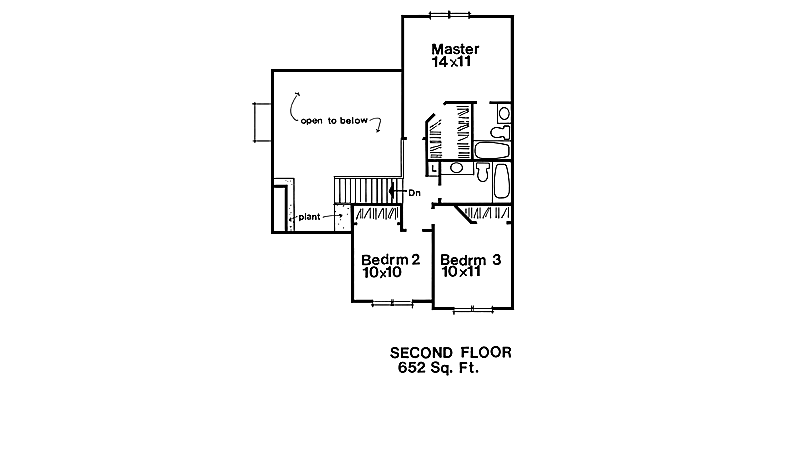 Master
14x11
open to below
L
Dn
plant
Bedrm 2
10x10
Bedrm 3
10x11
SECOND FLOOR
652 Sq. Ft.